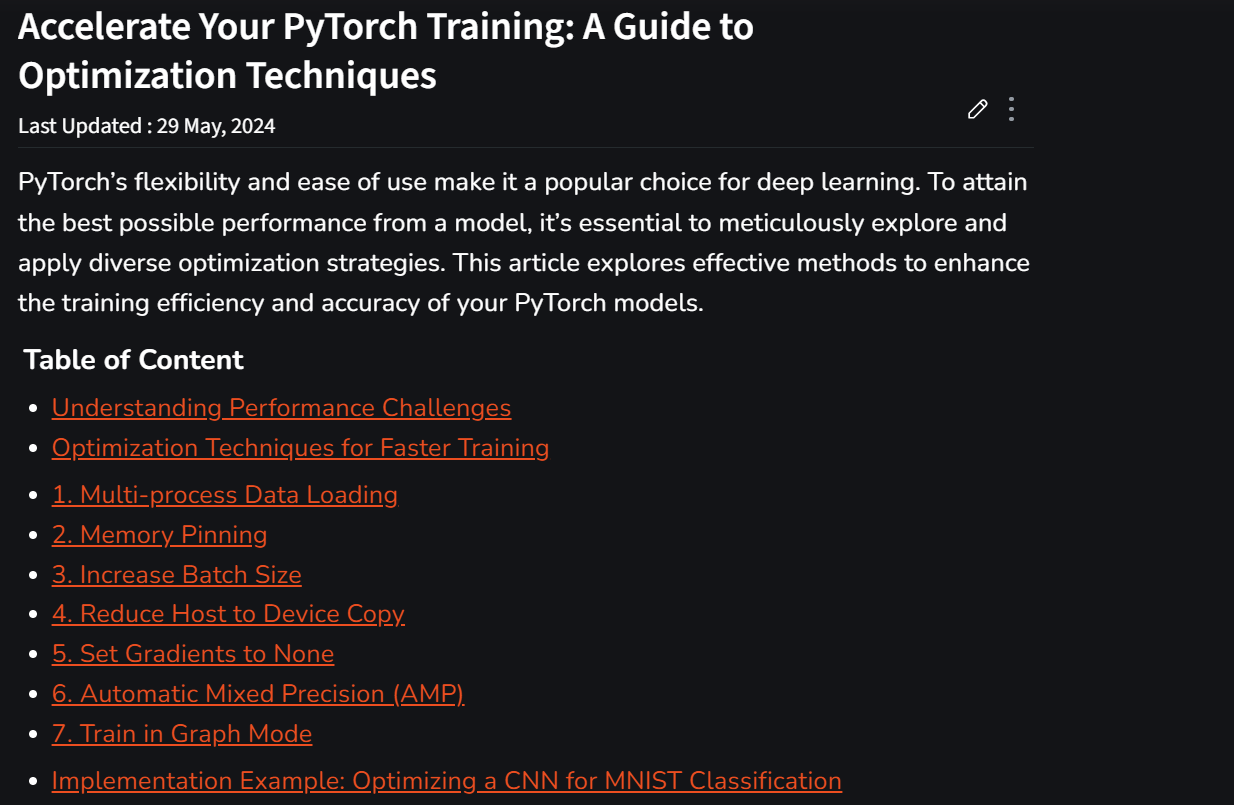 Accelerate Your PyTorch Training: A Guide to
Optimization Techniques
Last Updated : 29 May, 2024
PyTorch’s flexibility and ease of use make it a popular choice for deep learning. To attain
the best possible performance from a model, it’s essential to meticulously explore and
apply diverse optimization strategies. This article explores effective methods to enhance
the training efficiency and accuracy of your PyTorch models.
Table of Content
Understanding Performance Challenges
Optimization Techniques for Faster Training
1. Multi-process Data Loading
2. Memory Pinning
3. Increase Batch Size
4. Reduce Host to Device Copy
5. Set Gradients to None
6. Automatic Mixed Precision (AMP)
7. Train in Graph Mode
Implementation Example: Optimizing a CNN for MNIST Classification